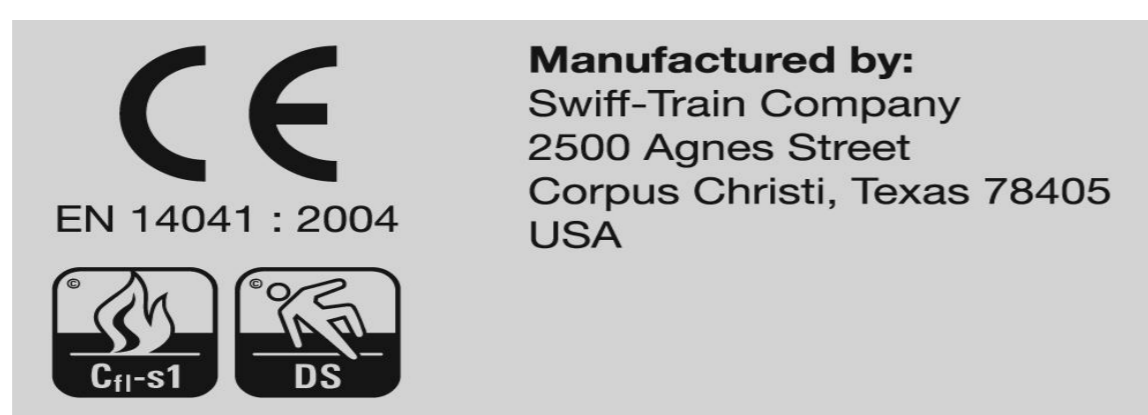 CE
EN 14041 : 2004
©
Cfl-s1
©
DS
Manufactured by:
Swiff-Train Company
2500 Agnes Street
Corpus Christi, Texas 78405
USA